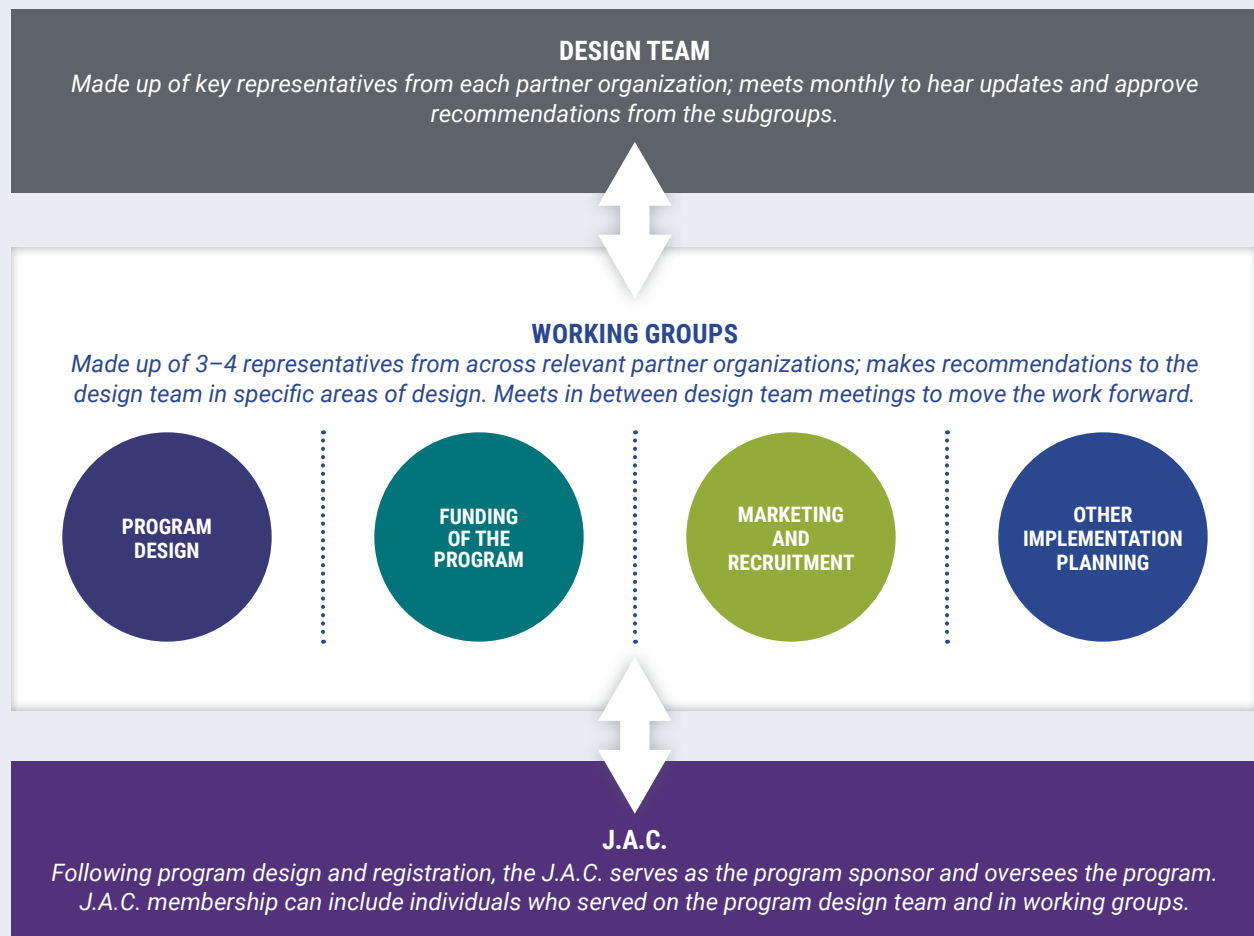 DESIGN TEAM
Made up of key representatives from each partner organization; meets monthly to hear updates and approve
recommendations from the subgroups.
WORKING GROUPS
Made up of 3–4 representatives from across relevant partner organizations; makes recommendations to the
design team in specific areas of design. Meets in between design team meetings to move the work forward.
PROGRAM
DESIGN
FUNDING
OF THE
PROGRAM
MARKETING
AND
RECRUITMENT
OTHER
IMPLEMENTATION
PLANNING
J.A.C.
Following program design and registration, the J.A.C. serves as the program sponsor and oversees the program.
J.A.C. membership can include individuals who served on the program design team and in working groups.